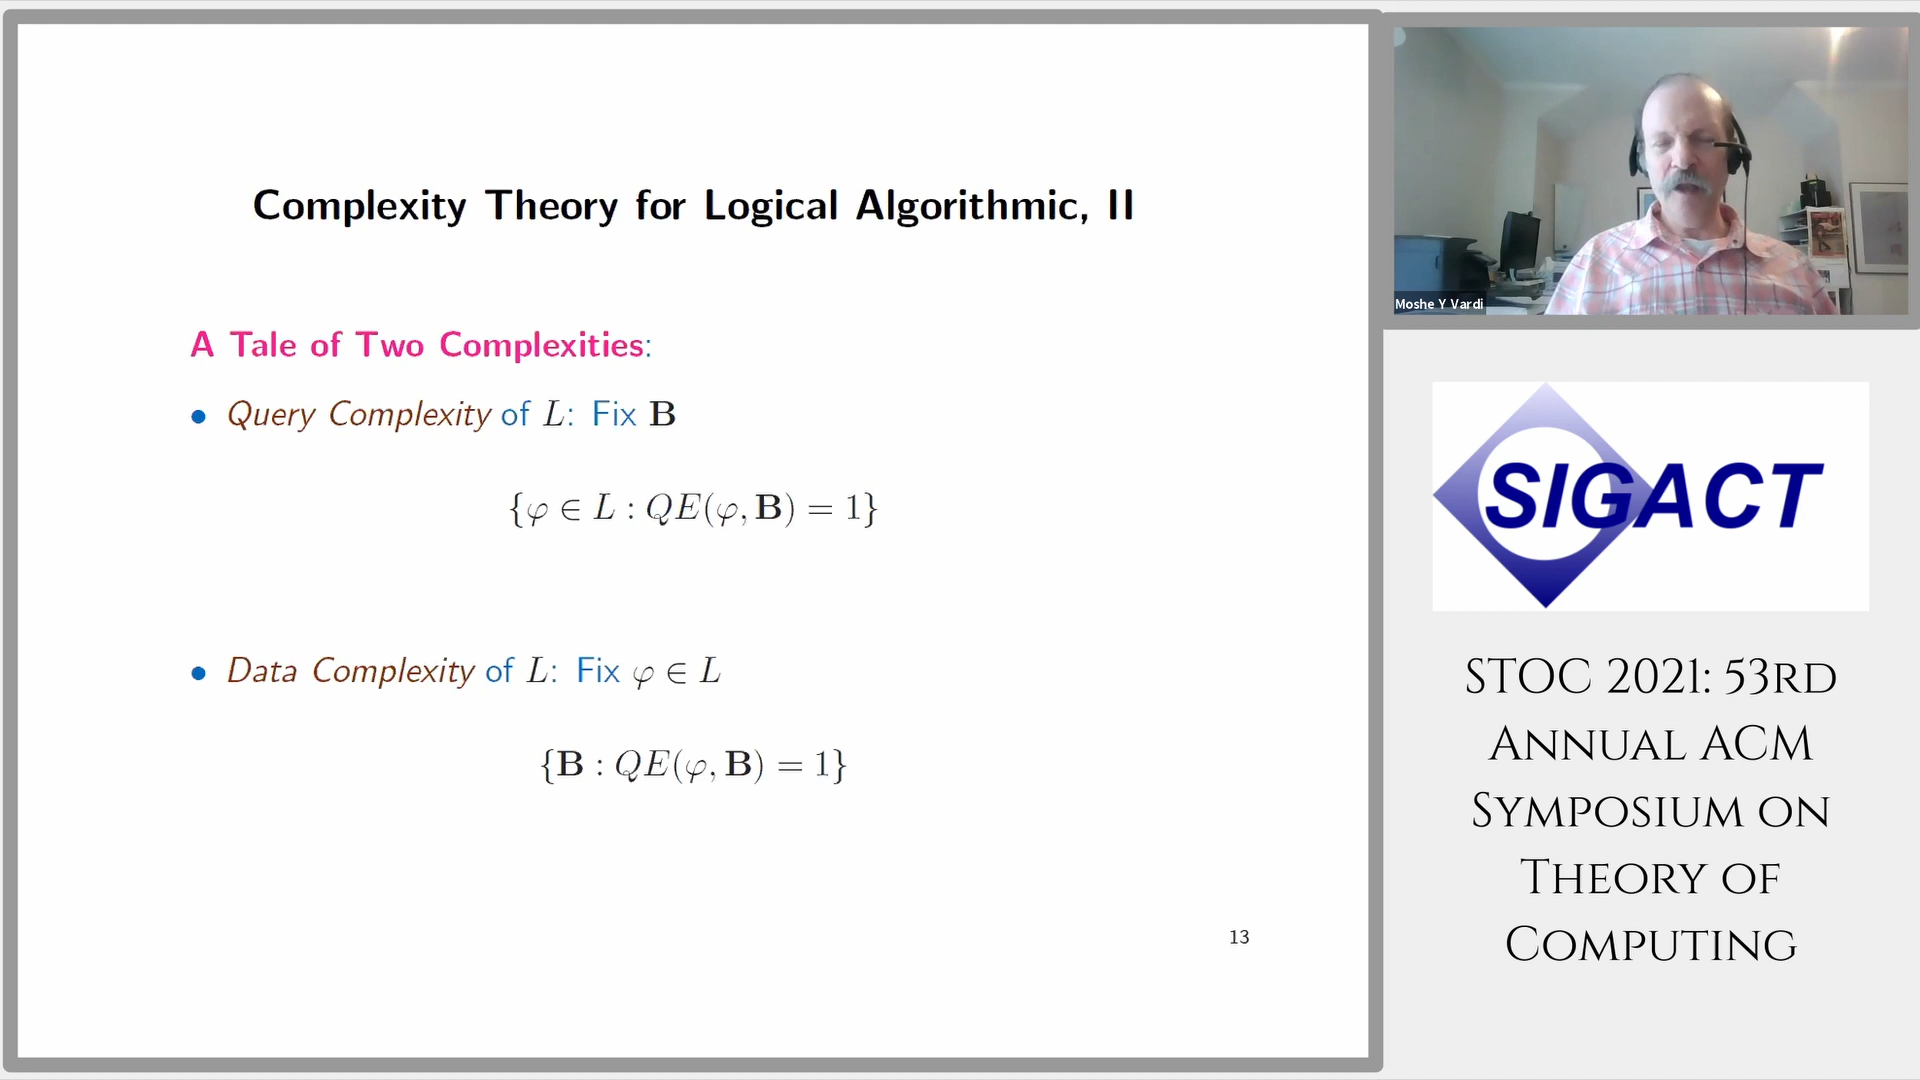 Complexity Theory for Logical Algorithmic, II
A Tale of Two Complexities:
• Query Complexity of L: Fix B
{φ ∈ L : QE(φ, B) = 1}
• Data Complexity of L: Fix φ ∈ L
{B : QE(φ, B) = 1}
13
Moshe Y Vardi
SIGACT
STOC 2021: 53rd
Annual ACM
Symposium on
Theory of
Computing